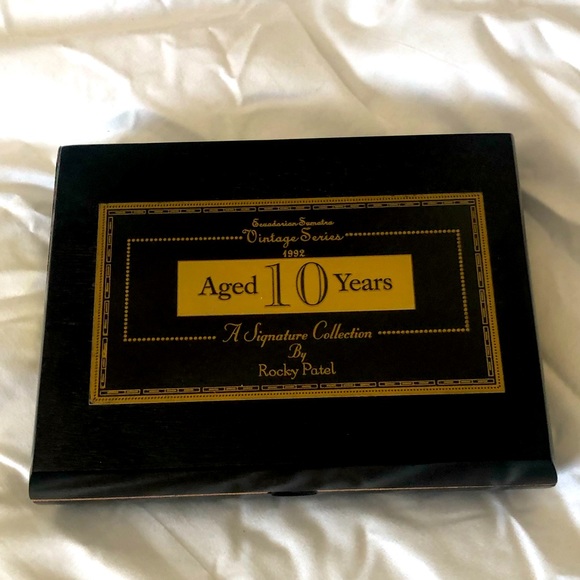 Ecuadorian Sumatra
Vintage Series
1992
Aged 10 Years
A Signature Collection
By
Rocky Patel